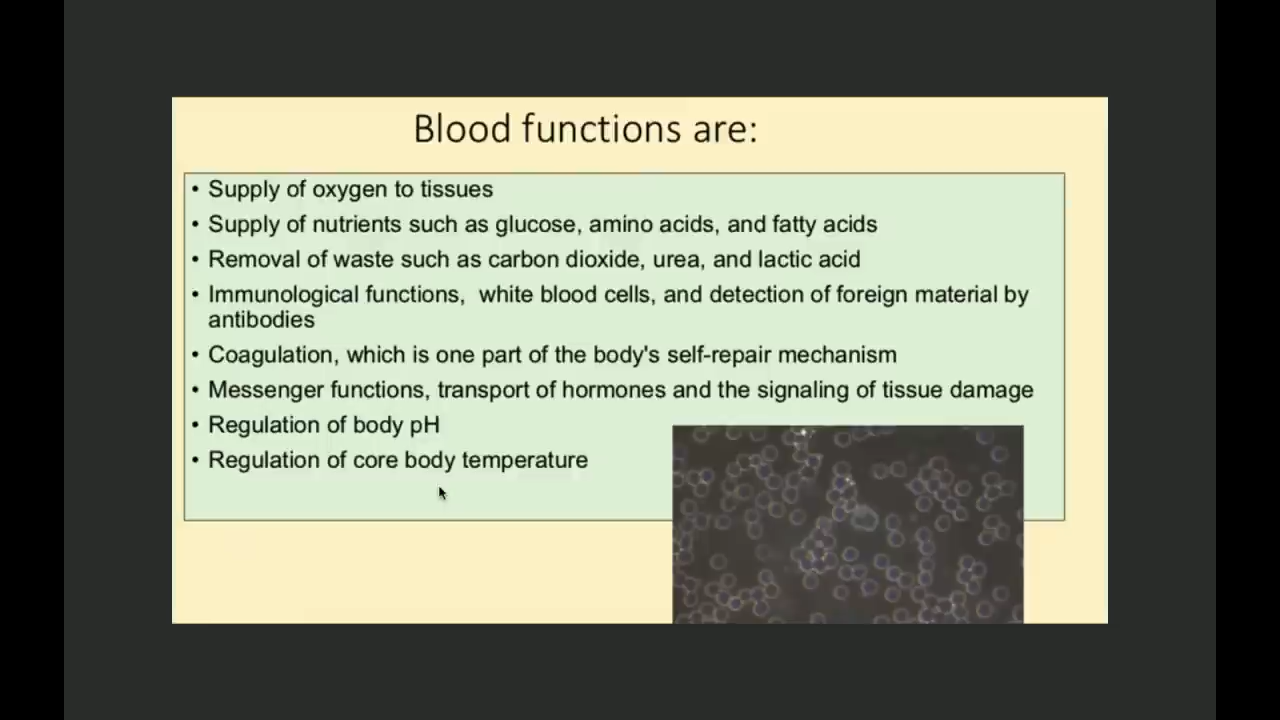 Blood functions are:
• Supply of oxygen to tissues
• Supply of nutrients such as glucose, amino acids, and fatty acids
• Removal of waste such as carbon dioxide, urea, and lactic acid
• Immunological functions,  white blood cells, and detection of foreign material by
antibodies
• Coagulation, which is one part of the body's self-repair mechanism
• Messenger functions, transport of hormones and the signaling of tissue damage
• Regulation of body pH
• Regulation of core body temperature